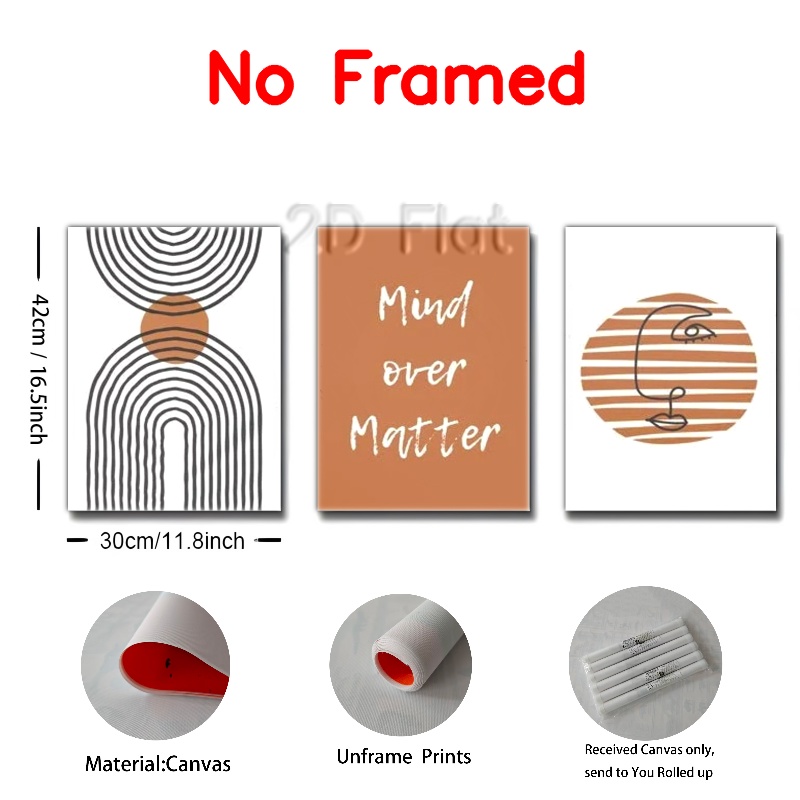 No Framed
2D Flat
42cm / 16.5inch
Mind
over
Matter
30cm/11.8inch
Material:Canvas
Unframe Prints
Received Canvas only,
send to You Rolled up